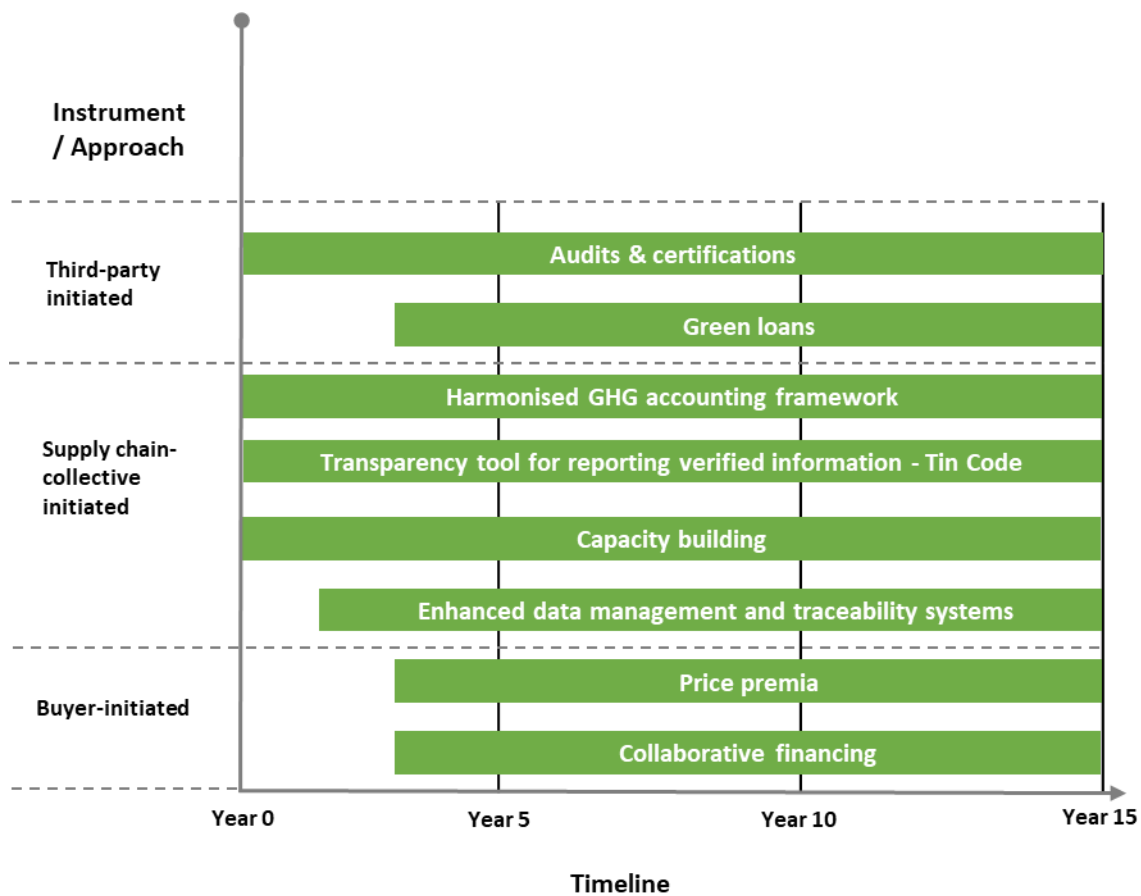 Instrument
/ Approach
Third-party
initiated
Audits & certifications
Green loans
Supply chain-
collective
initiated
Harmonised GHG accounting framework
Transparency tool for reporting verified information - Tin Code
Capacity building
Enhanced data management and traceability systems
Buyer-initiated
Price premia
Collaborative financing
Year 0
Year 5
Year 10
Year 15
Timeline